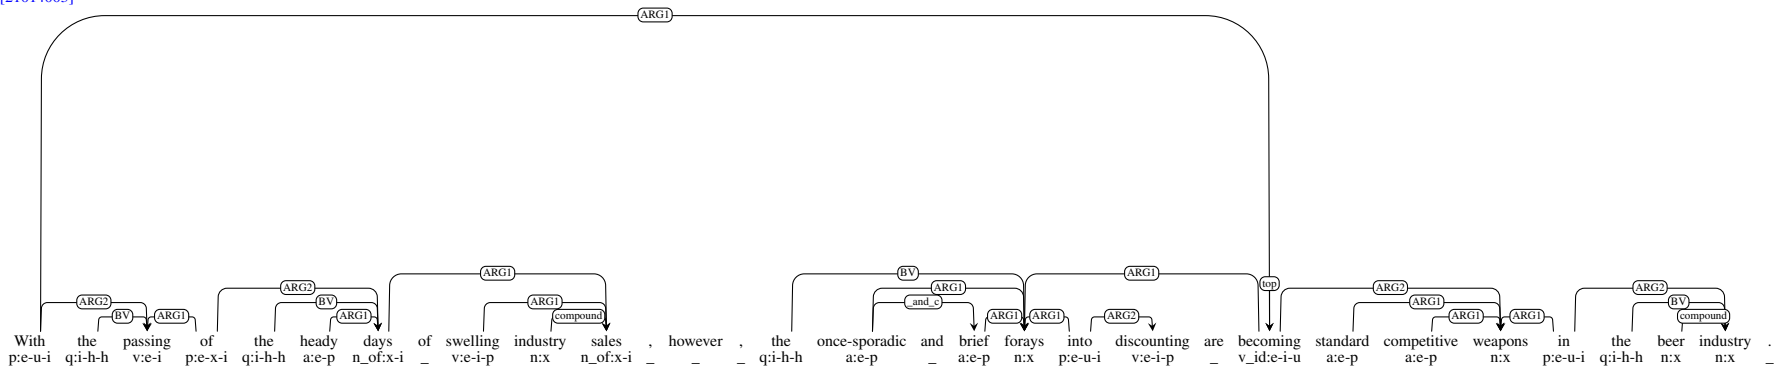 ARG1
ARG1 BV ARG1 top
ARG2 ARG1 ARG2 ARG2
ARG2 BV ARG1 _and_c ARG1 BV
BV ARG1 ARG1 compound ARG1 ARG1 ARG2 ARG1 ARG1 compound
With the passing of the heady days of swelling industry sales , however , the once-sporadic and brief forays into discounting are becoming standard competitive weapons in the beer industry .
p:e-u-i q:i-h-h v:e-i p:e-x-i q:i-h-h a:e-p n_of:x-i _ v:e-i-p n:x n_of:x-i _ _ _ q:i-h-h a:e-p _ a:e-p n:x p:e-u-i v:e-i-p _ v_id:e-i-u a:e-p a:e-p n:x p:e-u-i q:i-h-h n:x n:x _